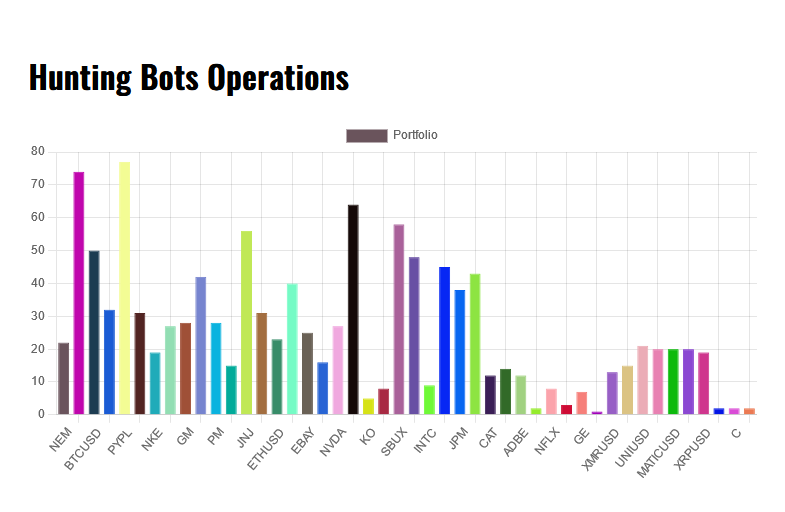 Hunting Bots Operations
Portfolio
80
70
60
50
40
30
20
10
0
NEM
BTCUSD
PYPL
NKE
GM
PM
JNJ
ETHUSD
EBAY
NVDA
KO
SBUX
INTC
JPM
CAT
ADBE
NFLX
GE
XMRUSD
UNIUSD
MATICUSD
XRPUSD
C